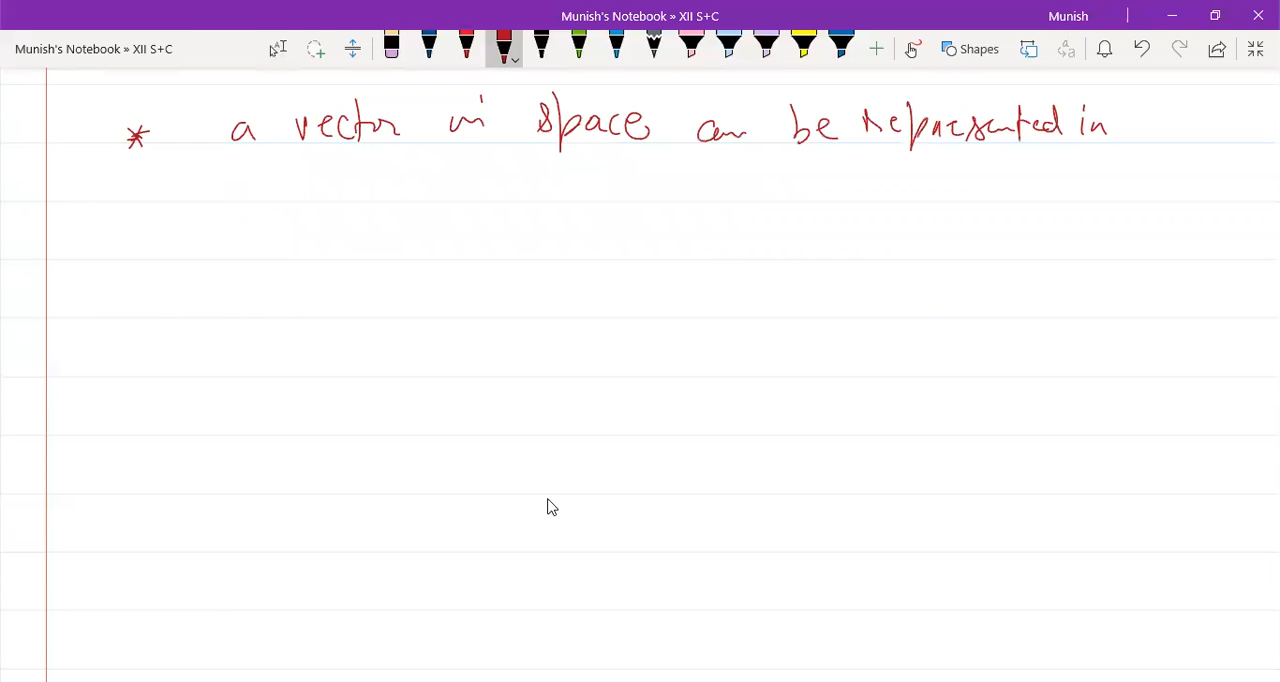 Munish's Notebook » XII S+C
Munish
Munish's Notebook » XII S+C
Shapes
* a vector in space can be represented in